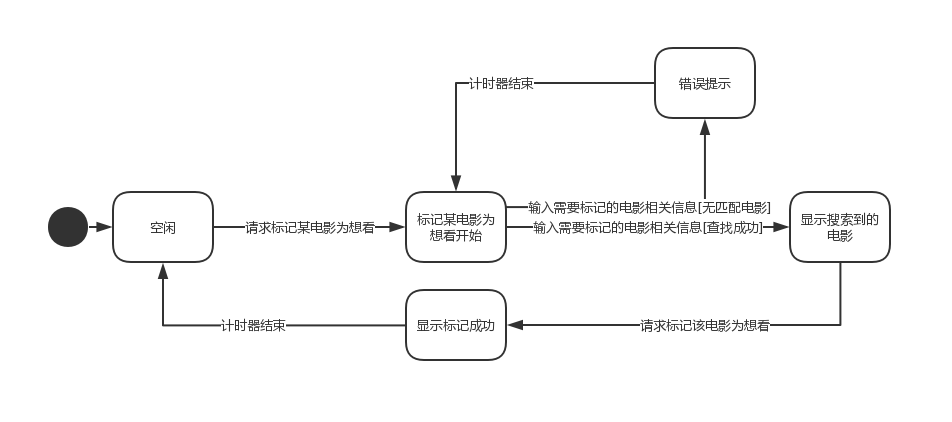 计时器结束
错误提示
空闲
请求标记某电影为想看
标记某电影为
想看开始
输入需要标记的电影相关信息[无匹配电影]
输入需要标记的电影相关信息[查找成功]
显示搜索到的
电影
计时器结束
显示标记成功
请求标记该电影为想看